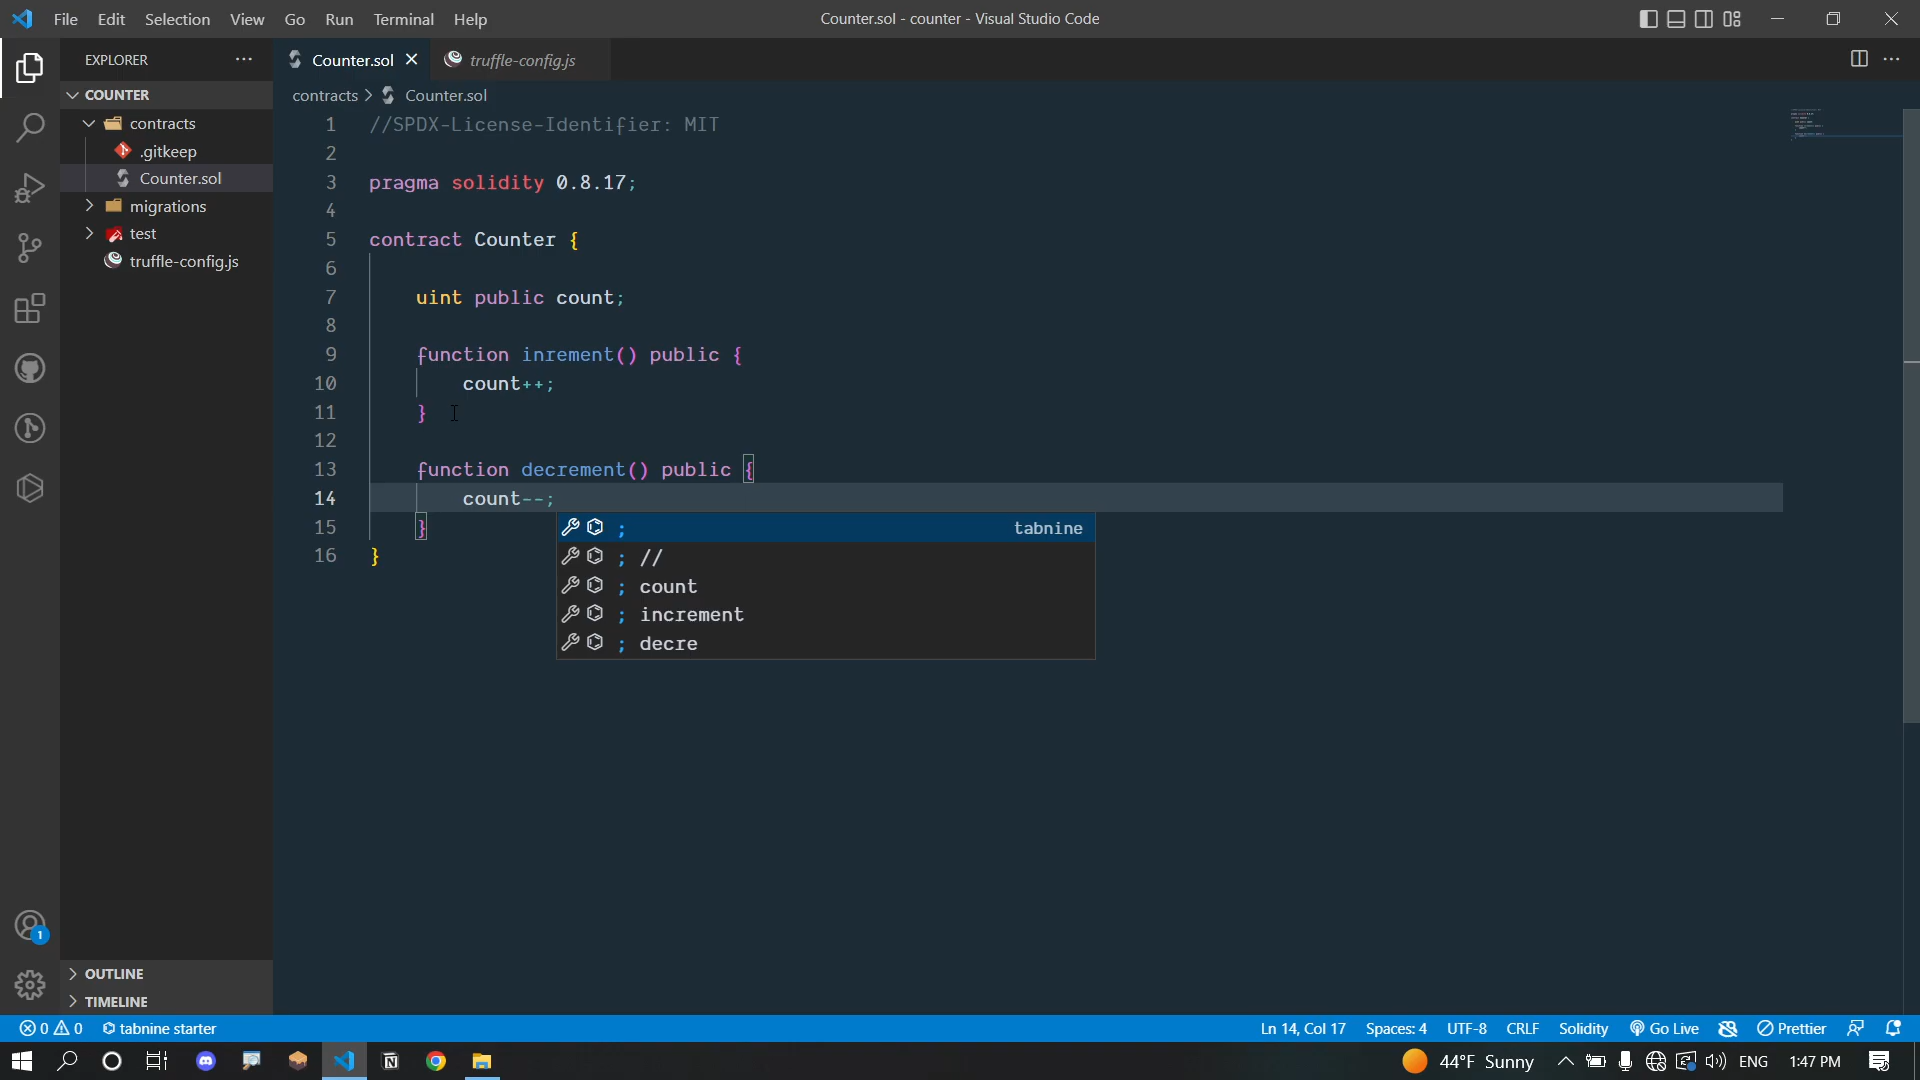 File Edit Selection View Go Run Terminal Help
Counter.sol - counter - Visual Studio Code
EXPLORER
Counter.sol
truffle-config.js
COUNTER
contracts > Counter.sol
contracts
.gitkeep
Counter.sol
migrations
test
truffle-config.js
1 //SPDX-License-Identifier: MIT
2
3 pragma solidity 0.8.17;
4
5 contract Counter {
6
7 uint public count;
8
9 function inrement() public {
10 count++;
11 }
12
13 function decrement() public {
14 count--;
15 }
16 }
; tabnine
; //
; count
; increment
; decre
1
OUTLINE
TIMELINE
0 0 tabnine starter
Ln 14, Col 17 Spaces: 4 UTF-8 CRLF Solidity Go Live Prettier
44°F Sunny ENG 1:47 PM